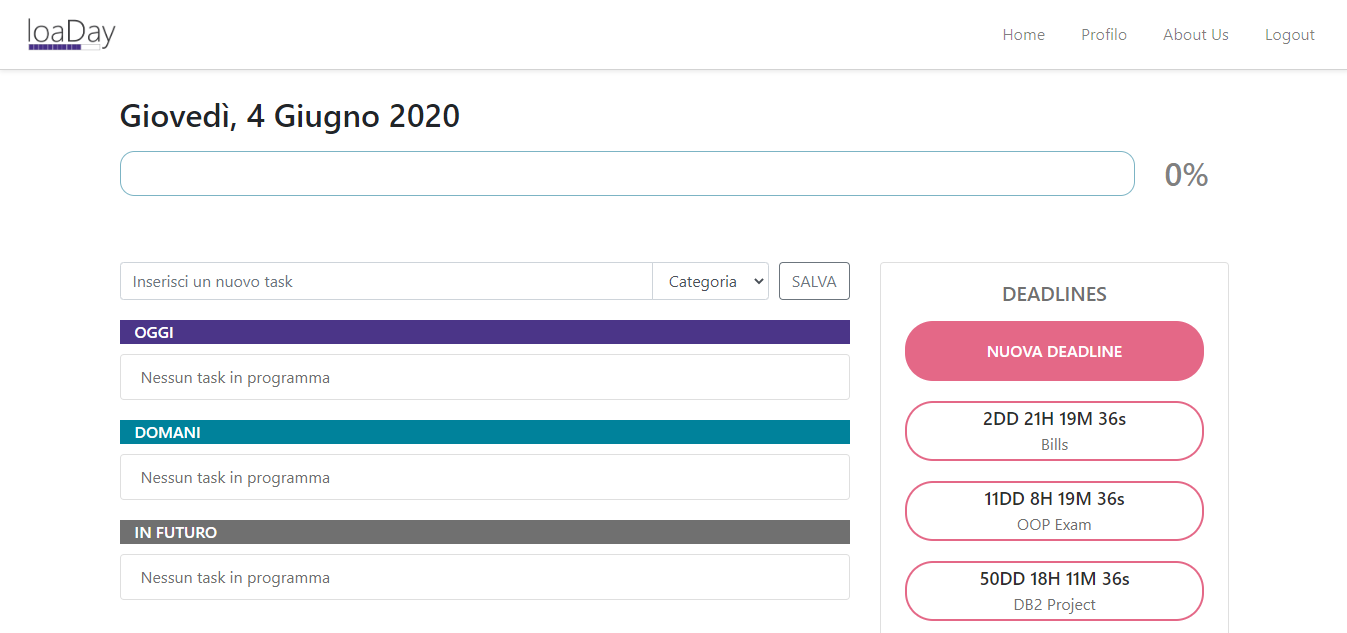 loaDay
Home Profilo About Us Logout
Giovedì, 4 Giugno 2020
0%
Inserisci un nuovo task Categoria SALVA
OGGI
Nessun task in programma
DOMANI
Nessun task in programma
IN FUTURO
Nessun task in programma
DEADLINES
NUOVA DEADLINE
2DD 21H 19M 36s
Bills
11DD 8H 19M 36s
OOP Exam
50DD 18H 11M 36s
DB2 Project